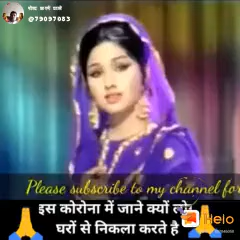 @79097083
Please subscribe to my channel for
इस कोरोना में जाने क्यों लोग
Helo
घरों से निकला करते है